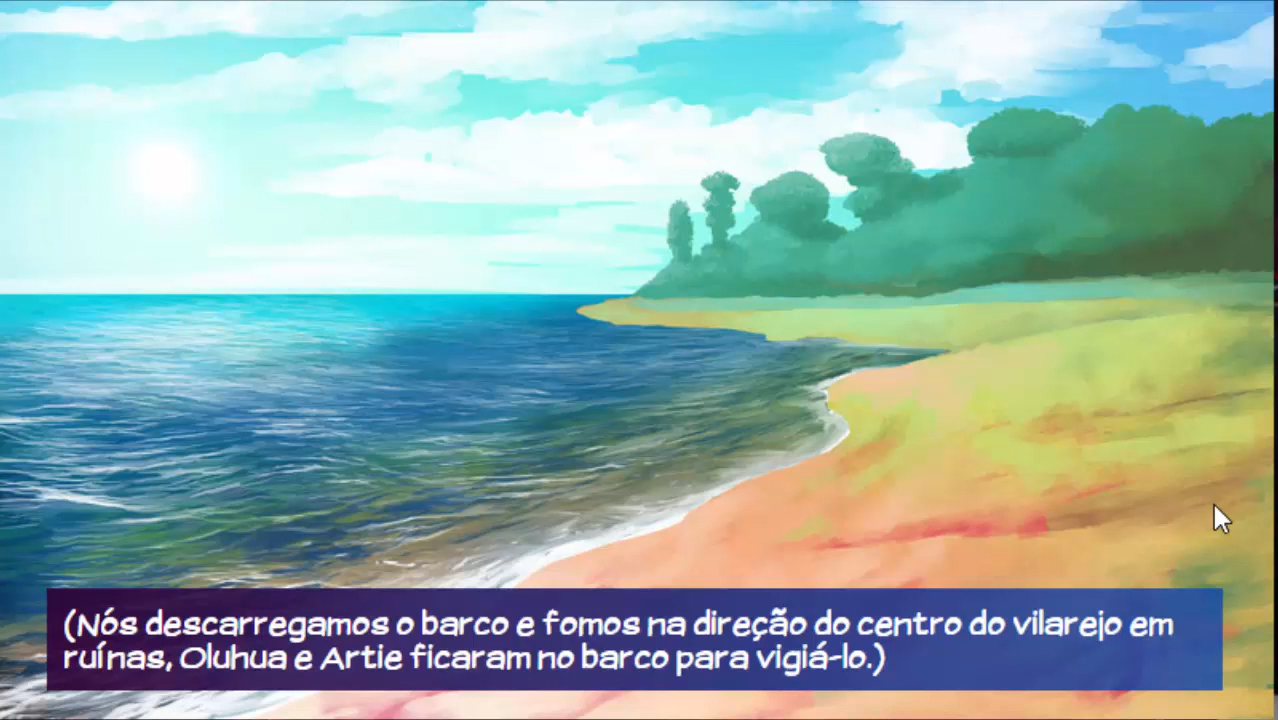 (Nós descarregamos o barco e fomos na direção do centro do vilarejo em
ruínas, Oluhua e Artie ficaram no barco para vigiá-lo.)